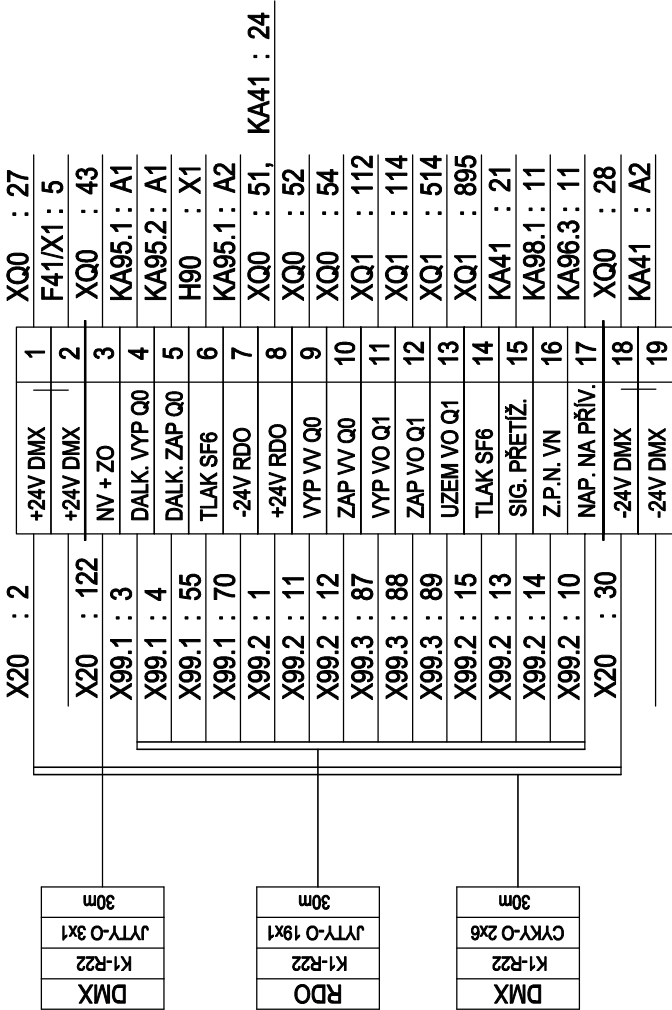 X20 : 2 +24V DMX 1 XQ0 : 27
+24V DMX 2 F41/X1 : 5
X20 : 122 NV + ZO 3 XQ0 : 43
X99.1 : 3 DALK. VYP Q0 4 KA95.1 : A1
X99.1 : 4 DALK. ZAP Q0 5 KA95.2 : A1
X99.1 : 55 TLAK SF6 6 H90 : X1
X99.1 : 70 -24V RDO 7 KA95.1 : A2
X99.2 : 1 +24V RDO 8 XQ0 : 51, KA41 : 24
X99.2 : 11 VYP VV Q0 9 XQ0 : 52
X99.2 : 12 ZAP VV Q0 10 XQ0 : 54
X99.3 : 87 VYP VO Q1 11 XQ1 : 112
X99.3 : 88 ZAP VO Q1 12 XQ1 : 114
X99.3 : 89 UZEM VO Q1 13 XQ1 : 514
X99.2 : 15 TLAK SF6 14 XQ1 : 895
X99.2 : 13 SIG. PŘETÍŽ. 15 KA41 : 21
X99.2 : 14 Z.P.N. VN 16 KA98.1 : 11
X99.2 : 10 NAP. NA PŘÍV. 17 KA96.3 : 11
X20 : 30 -24V DMX 18 XQ0 : 28
-24V DMX 19 KA41 : A2
DMX
K1-R22
JYTY-O 3x1
30m
RDO
K1-R22
JYTY-O 19x1
30m
DMX
K1-R22
CYKY-O 2x6
30m